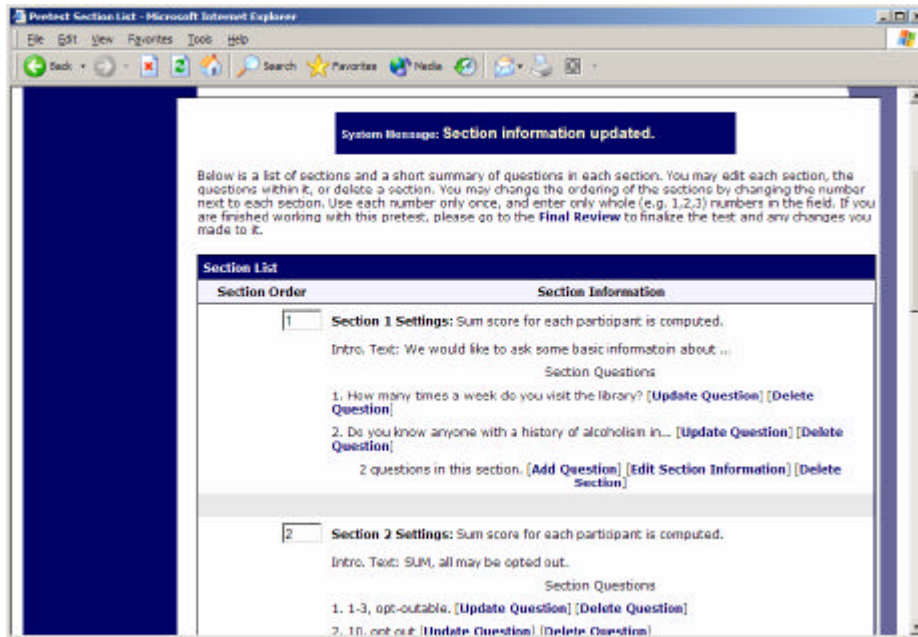 Pretest Section List - Microsoft Internet Explorer
File Edit View Favorites Tools Help
Back Search Favorites Media
System Message: Section information updated.
Below is a list of sections and a short summary of questions in each section. You may edit each section, the
questions within it, or delete a section. You may change the ordering of the sections by changing the number
next to each section. Use each number only once, and enter only whole (e.g. 1,2,3) numbers in the field. If you
are finished working with this pretest, please go to the Final Review to finalize the test and any changes you
made to it.
Section List
Section Order Section Information
1 Section 1 Settings: Sum score for each participant is computed.
Intro. Text: We would like to ask some basic informatoin about ...
Section Questions
1. How many times a week do you visit the library? [Update Question] [Delete
Question]
2. Do you know anyone with a history of alcoholism in... [Update Question] [Delete
Question]
2 questions in this section. [Add Question] [Edit Section Information] [Delete
Section]
2 Section 2 Settings: Sum score for each participant is computed.
Intro. Text: SUM, all may be opted out.
Section Questions
1. 1-3, opt-outable. [Update Question] [Delete Question]
2. 10, opt out [Update Question] [Delete Question]